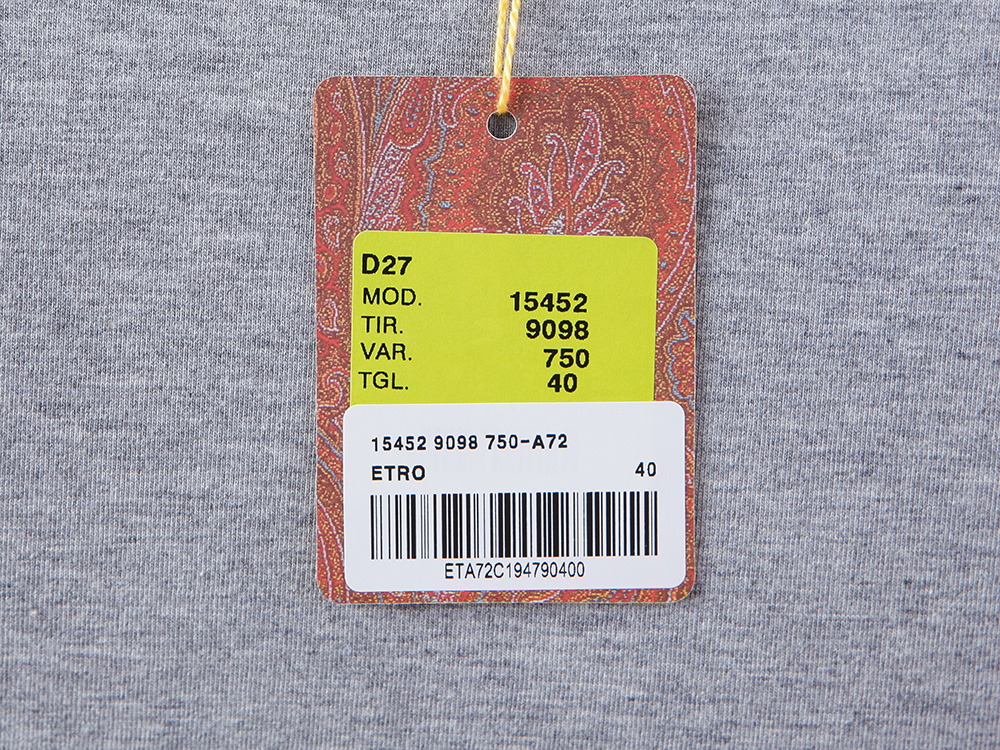 D27
MOD. 15452
TIR. 9098
VAR. 750
TGL. 40
15452 9098 750-A72
ETRO 40
ETA72C194790400